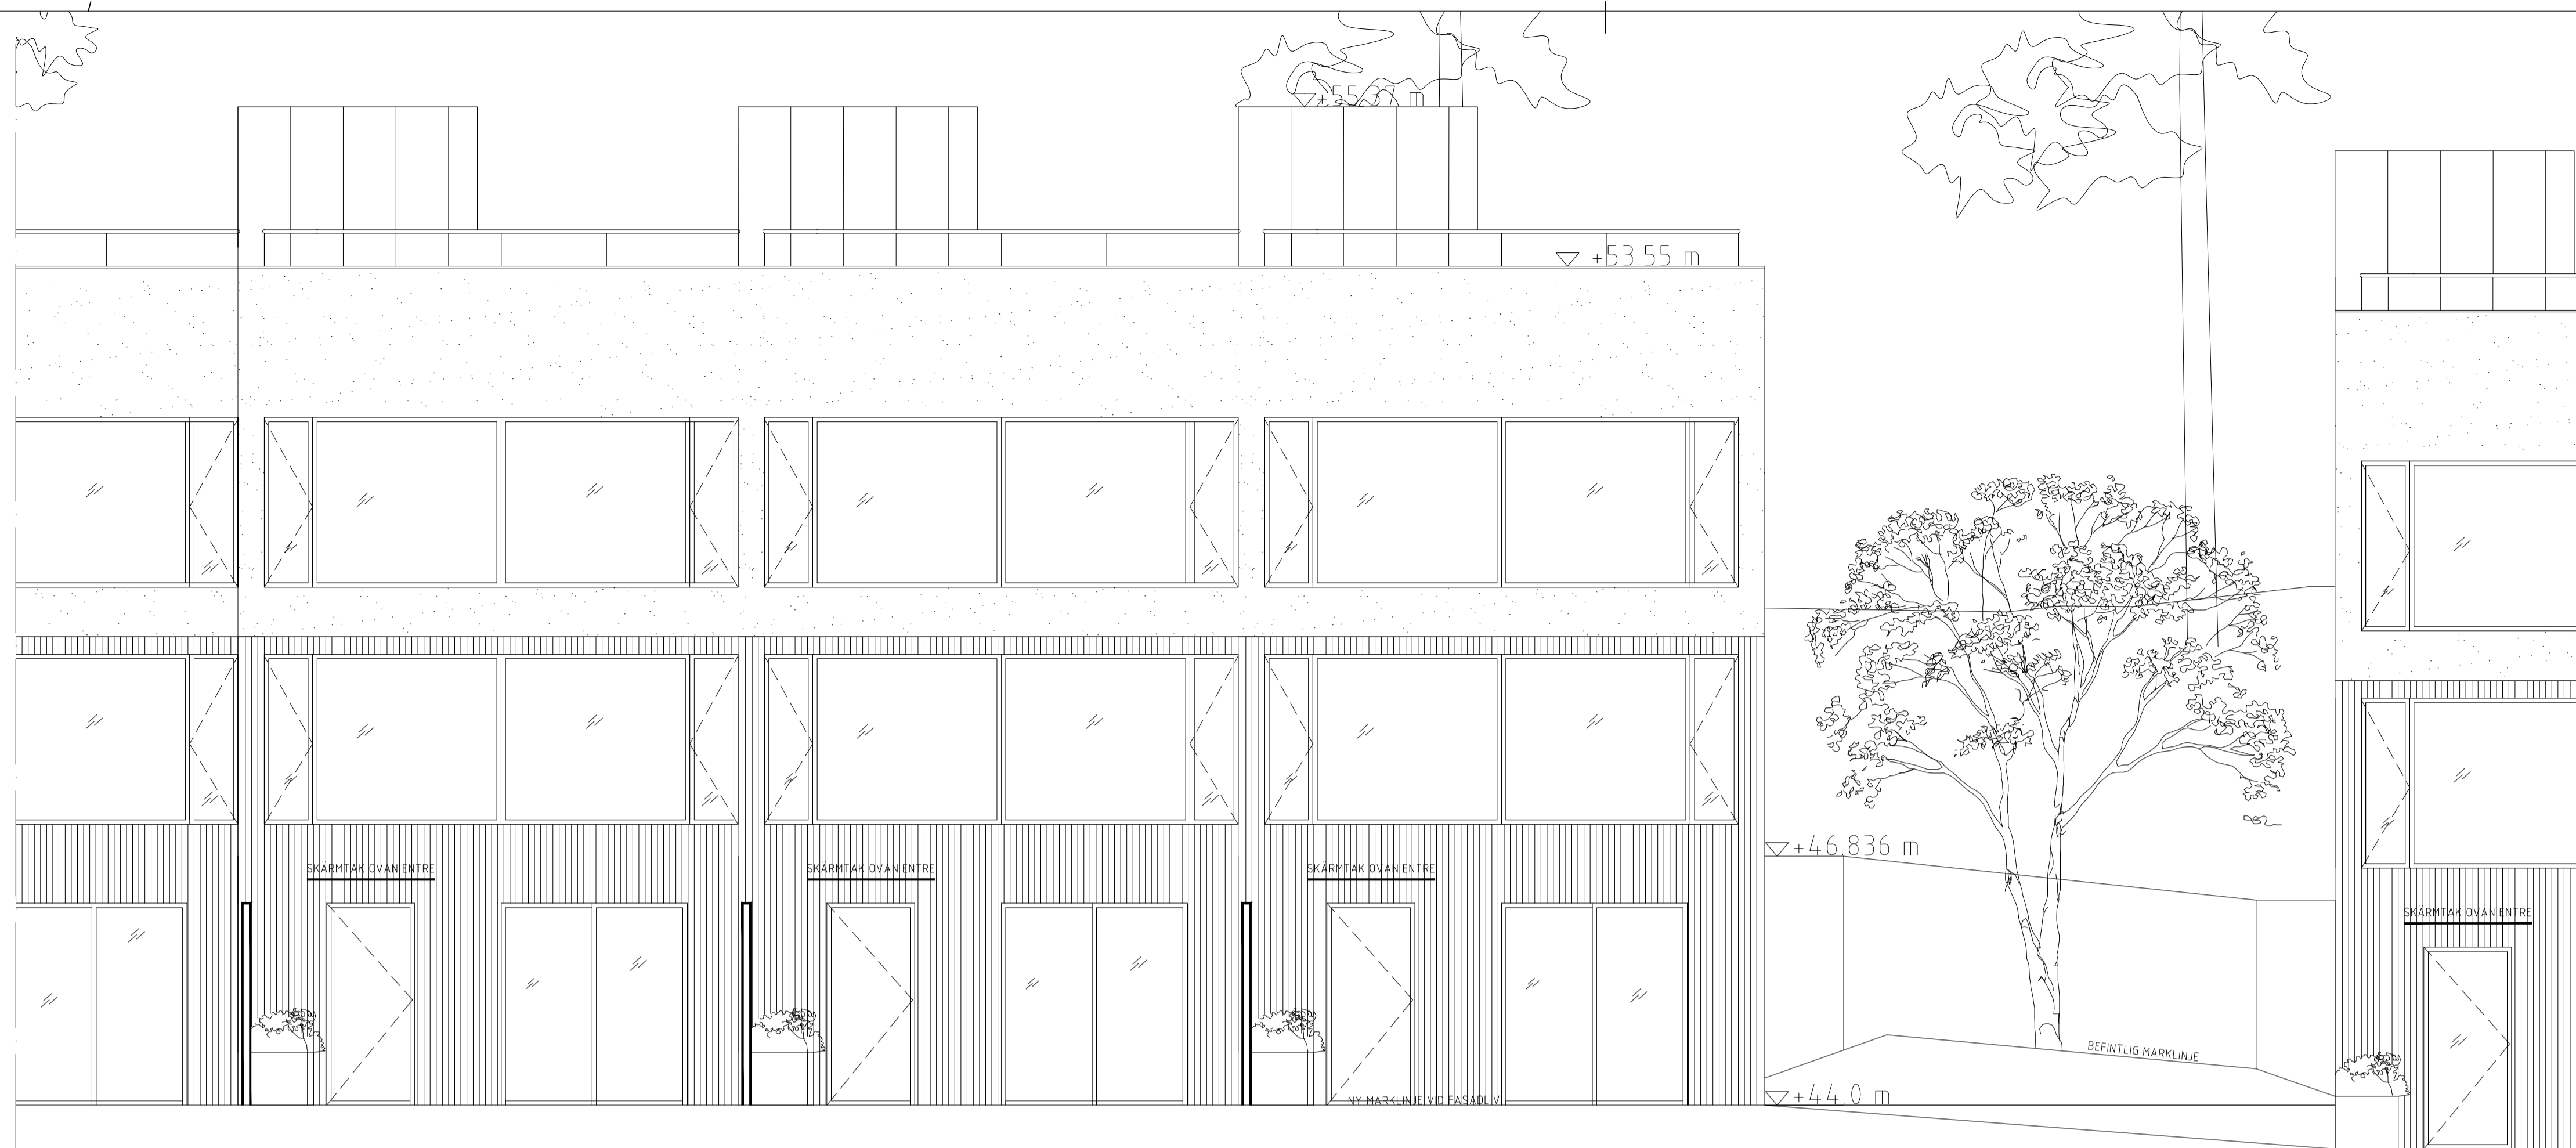 +55.37 m
+53.55 m
+46.836 m
SKÄRMTAK OVAN ENTRE
SKÄRMTAK OVAN ENTRE
SKÄRMTAK OVAN ENTRE
SKÄRMTAK OVAN ENTRE
BEFINTLIG MARKLINJE
+44.0 m
NY MARKLINJE VID FASADLIV